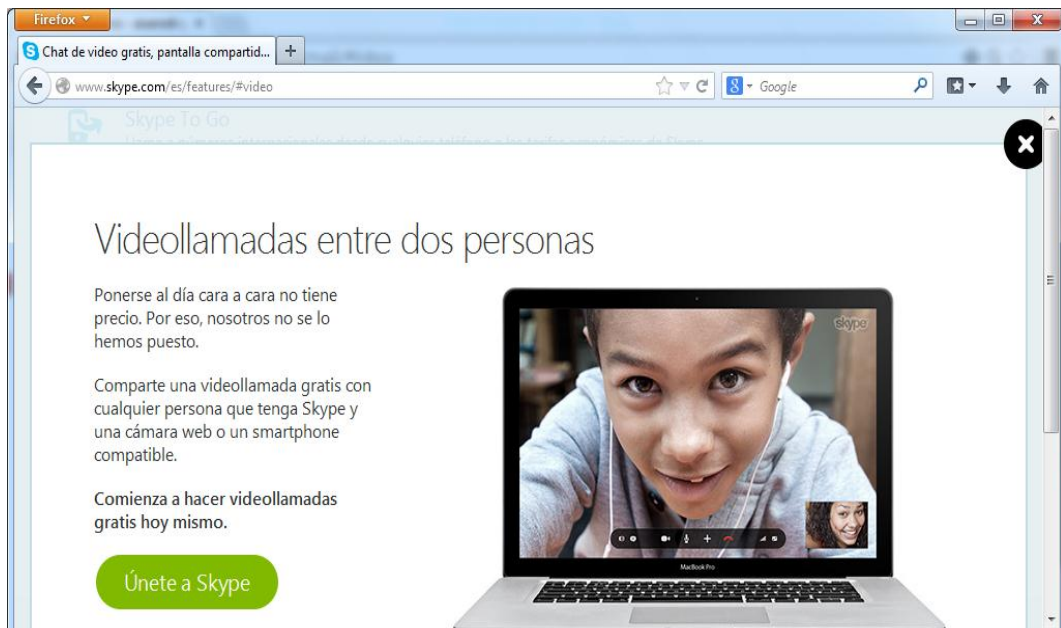 Firefox
Chat de video gratis, pantalla compartid...
www.skype.com/es/features/#video
Google
Skype To Go
Videollamadas entre dos personas
Ponerse al día cara a cara no tiene
precio. Por eso, nosotros no se lo
hemos puesto.
Comparte una videollamada gratis con
cualquier persona que tenga Skype y
una cámara web o un smartphone
compatible.
Comienza a hacer videollamadas
gratis hoy mismo.
Únete a Skype
skype
MacBook Pro